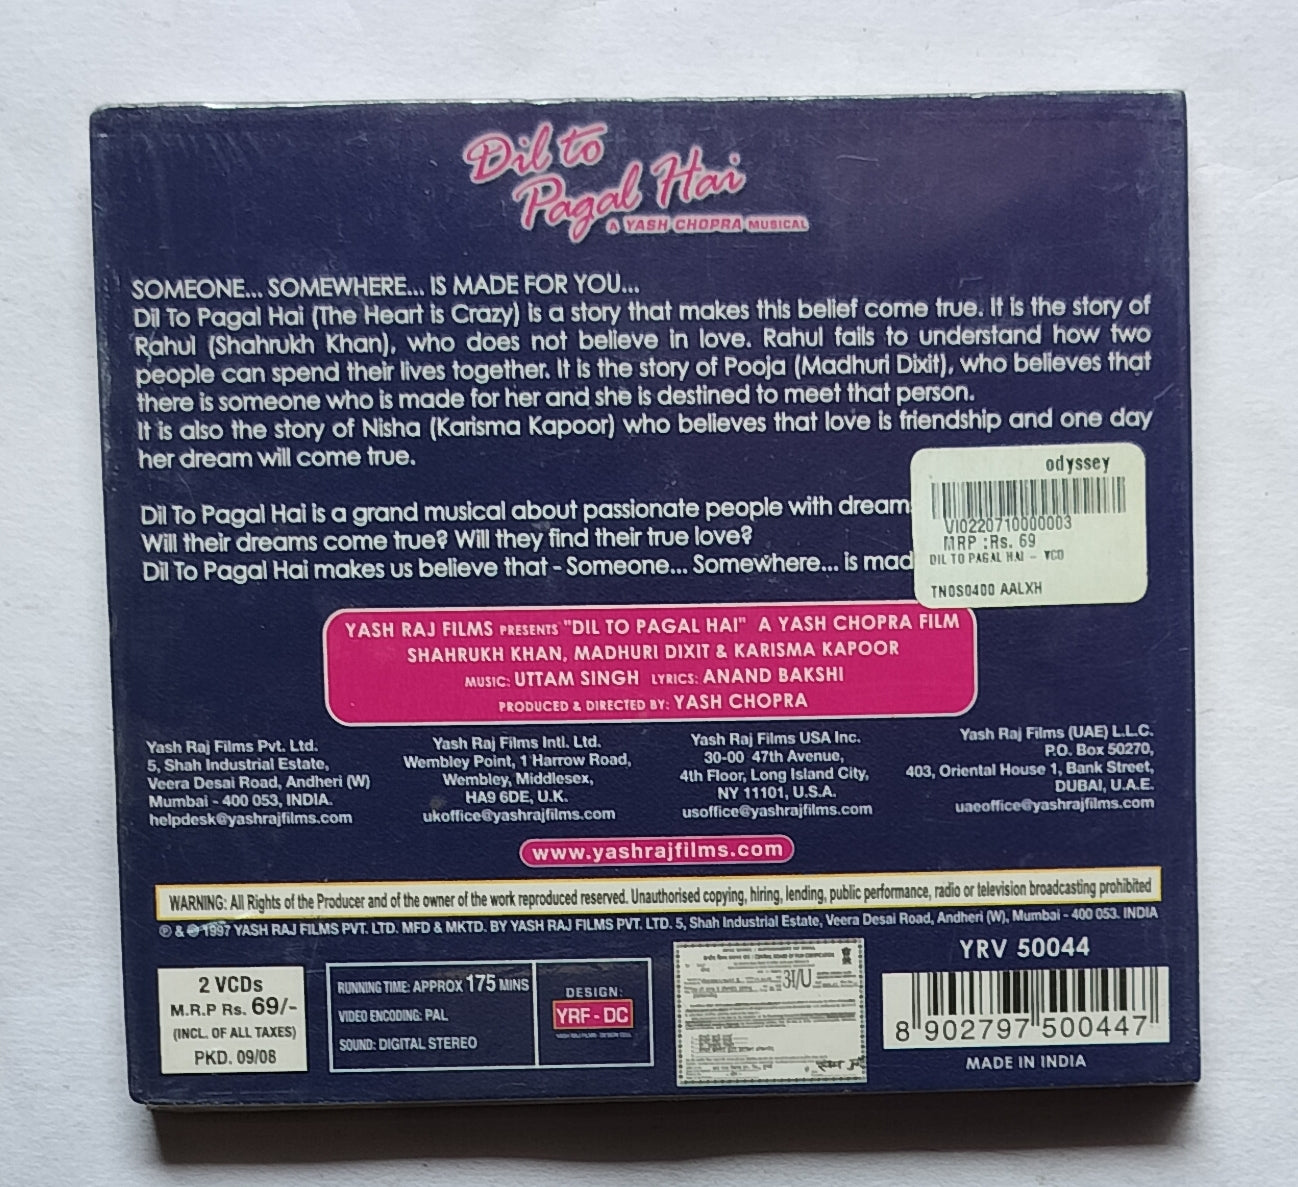 Dil to
Pagal Hai
A YASH CHOPRA MUSICAL
SOMEONE... SOMEWHERE... IS MADE FOR YOU...
Dil To Pagal Hai (The Heart is Crazy) is a story that makes this belief come true. It is the story of
Rahul (Shahrukh Khan), who does not believe in love. Rahul fails to understand how two
people can spend their lives together. It is the story of Pooja (Madhuri Dixit), who believes that
there is someone who is made for her and she is destined to meet that person.
It is also the story of Nisha (Karisma Kapoor) who believes that love is friendship and one day
her dream will come true.
Dil To Pagal Hai is a grand musical about passionate people with dream
Will their dreams come true? Will they find their true love?
Dil To Pagal Hai makes us believe that - Someone... Somewhere... is mad
odyssey
VI0220710000003
MRP :Rs. 69
DIL TO PAGAL HAI - VCD
TNOS0400 AALXH
YASH RAJ FILMS PRESENTS "DIL TO PAGAL HAI" A YASH CHOPRA FILM
SHAHRUKH KHAN, MADHURI DIXIT & KARISMA KAPOOR
MUSIC: UTTAM SINGH LYRICS: ANAND BAKSHI
PRODUCED & DIRECTED BY: YASH CHOPRA
Yash Raj Films Pvt. Ltd.
5, Shah Industrial Estate,
Veera Desai Road, Andheri (W)
Mumbai - 400 053, INDIA.
helpdesk@yashrajfilms.com
Yash Raj Films Intl. Ltd.
Wembley Point, 1 Harrow Road,
Wembley, Middlesex,
HA9 6DE, U.K.
ukoffice@yashrajfilms.com
Yash Raj Films USA Inc.
30-00 47th Avenue,
4th Floor, Long Island City,
NY 11101, U.S.A.
usoffice@yashrajfilms.com
Yash Raj Films (UAE) L.L.C.
P.O. Box 50270,
403, Oriental House 1, Bank Street,
DUBAI, U.A.E.
uaeoffice@yashrajfilms.com
www.yashrajfilms.com
WARNING: All Rights of the Producer and of the owner of the work reproduced reserved. Unauthorised copying, hiring, lending, public performance, radio or television broadcasting prohibited
℗ & © 1997 YASH RAJ FILMS PVT. LTD. MFD & MKTD. BY YASH RAJ FILMS PVT. LTD. 5, Shah Industrial Estate, Veera Desai Road, Andheri (W), Mumbai - 400 053. INDIA
2 VCDs
M.R.P Rs. 69/-
(INCL. OF ALL TAXES)
PKD. 09/08
RUNNING TIME: APPROX 175 MINS
VIDEO ENCODING: PAL
SOUND: DIGITAL STEREO
DESIGN:
YRF - DC
अ/U
YRV 50044
8 902797 500447
MADE IN INDIA